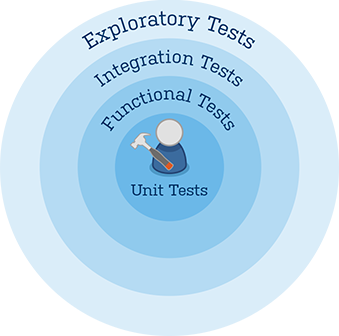 Exploratory Tests
Integration Tests
Functional Tests
Unit Tests